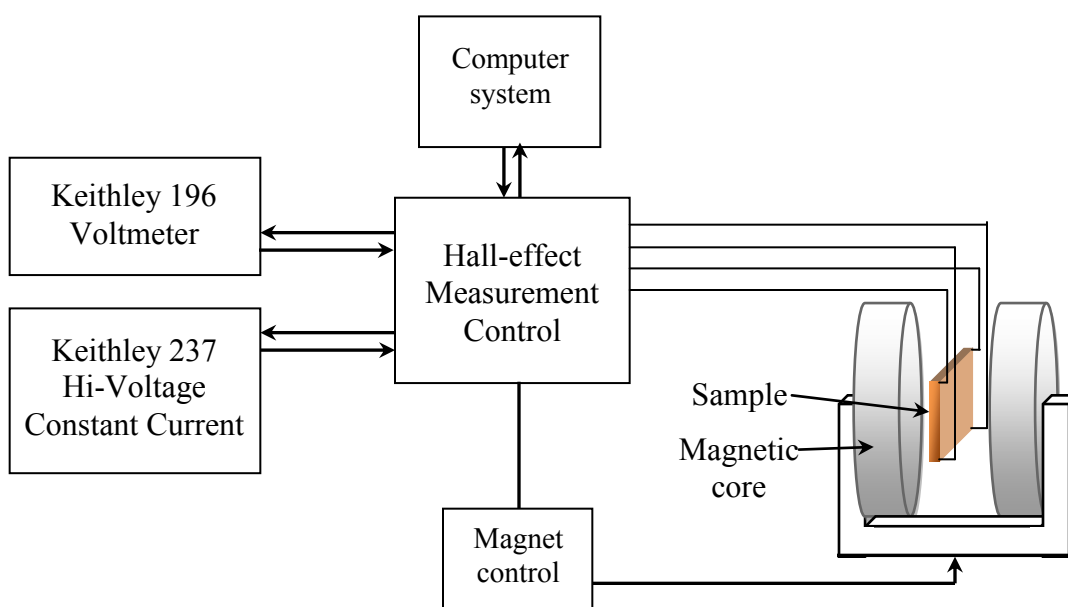 Computer
system
Keithley 196
Voltmeter
Hall-effect
Measurement
Control
Keithley 237
Hi-Voltage
Constant Current
Sample
Magnetic
core
Magnet
control